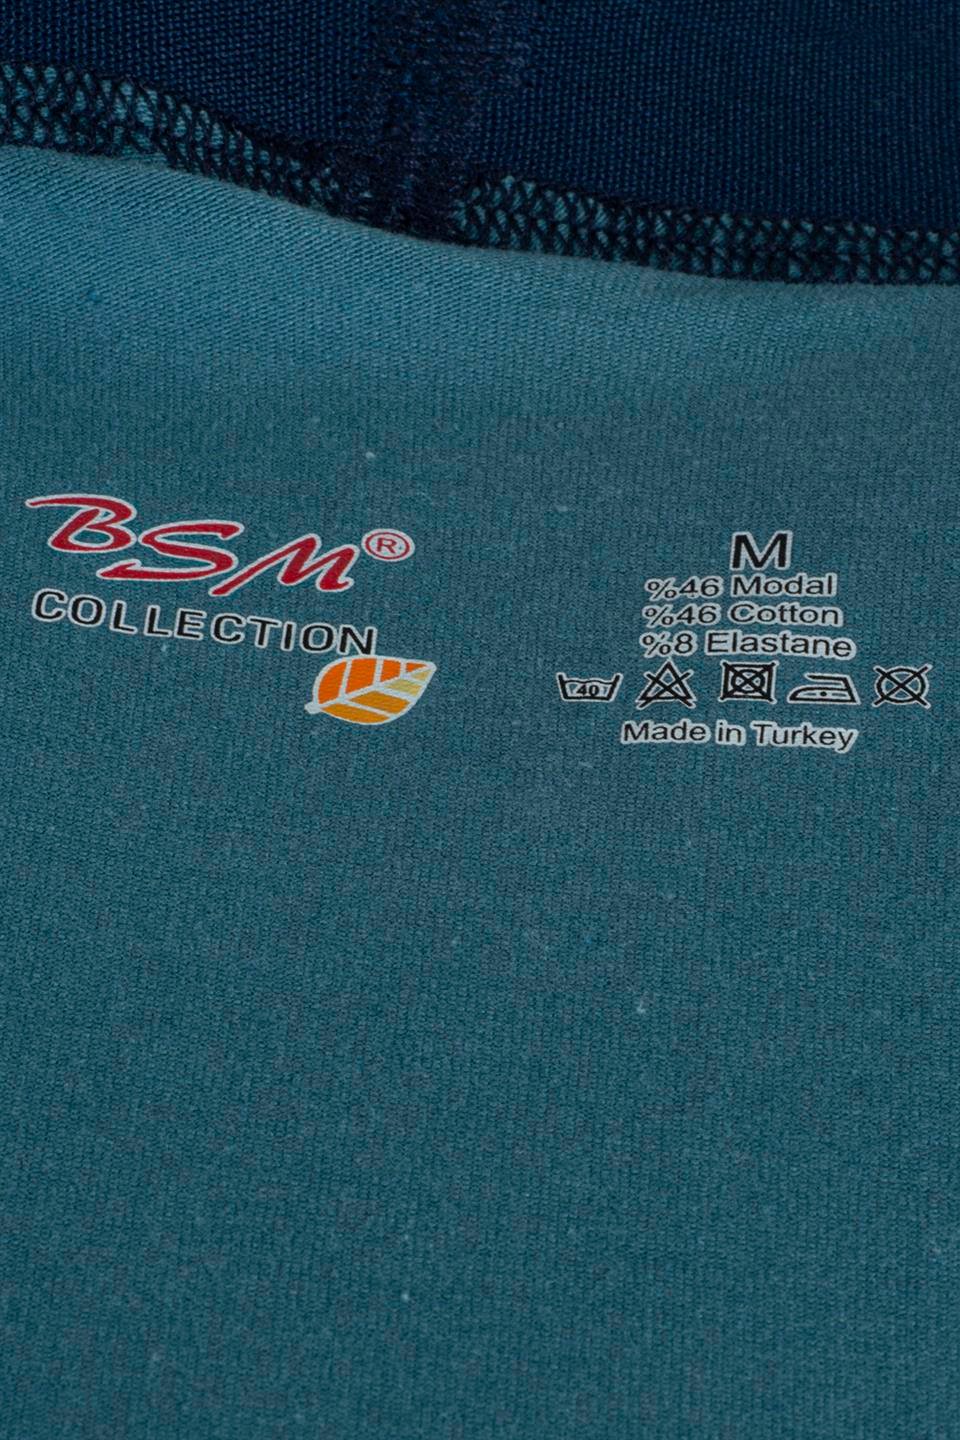 BSM®
COLLECTION
M
%46 Modal
%46 Cotton
%8 Elastane
40
Made in Turkey